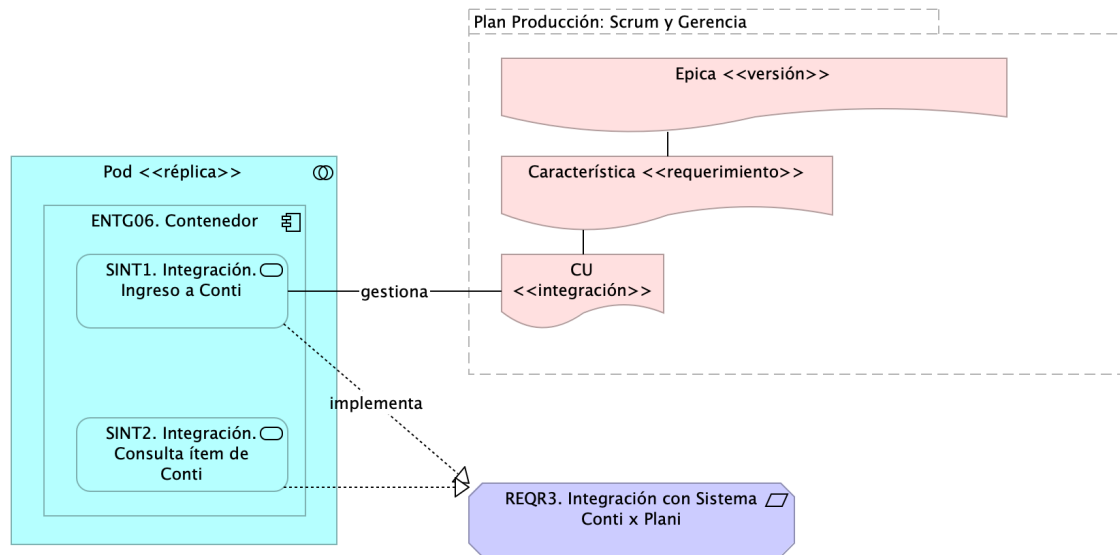 Plan Producción: Scrum y Gerencia
Epica <<versión>>
Pod <<réplica>>
Característica <<requerimiento>>
ENTG06. Contenedor
SINT1. Integración.
Ingreso a Conti
gestiona
CU
<<integración>>
implementa
SINT2. Integración.
Consulta ítem de
Conti
REQR3. Integración con Sistema
Conti x Plani